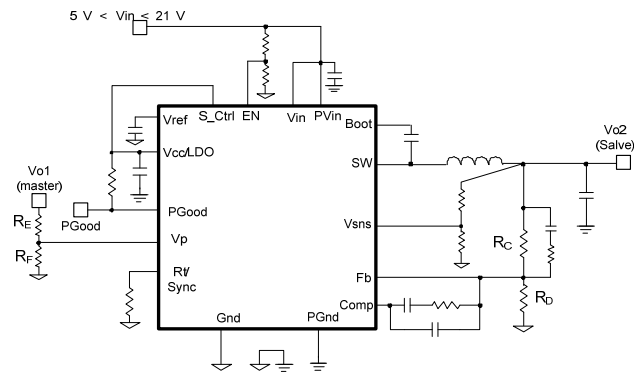 5 V < Vin < 21 V
S_Ctrl EN Vin PVin
Vref
Boot
Vcc/LDO
SW
Vo2
(Salve)
Vo1
(master)
PGood
PGood
RE
Vp
RF
Vsns
RC
Rt/
Sync
Fb
Comp
RD
Gnd
PGnd